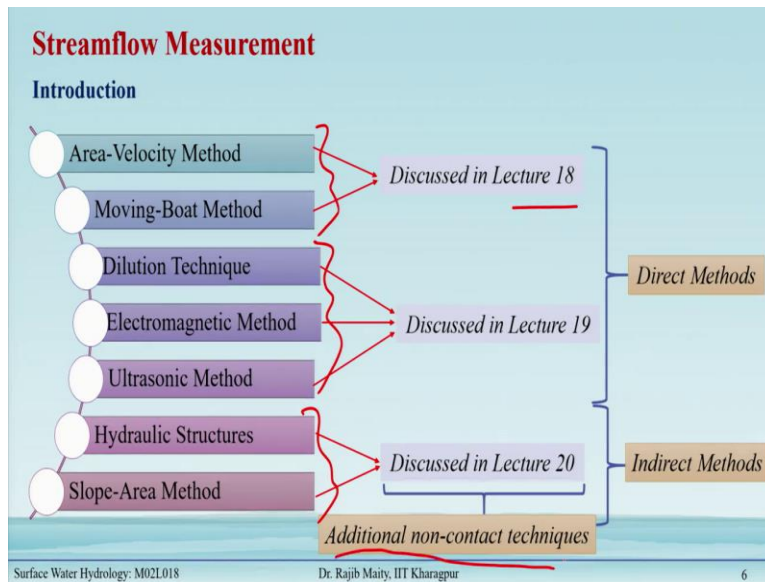 Streamflow Measurement
Introduction
Area-Velocity Method
Moving-Boat Method
Discussed in Lecture 18
Dilution Technique
Electromagnetic Method
Ultrasonic Method
Discussed in Lecture 19
Direct Methods
Hydraulic Structures
Slope-Area Method
Discussed in Lecture 20
Indirect Methods
Additional non-contact techniques
Surface Water Hydrology: M02L018
Dr. Rajib Maity, IIT Kharagpur
6